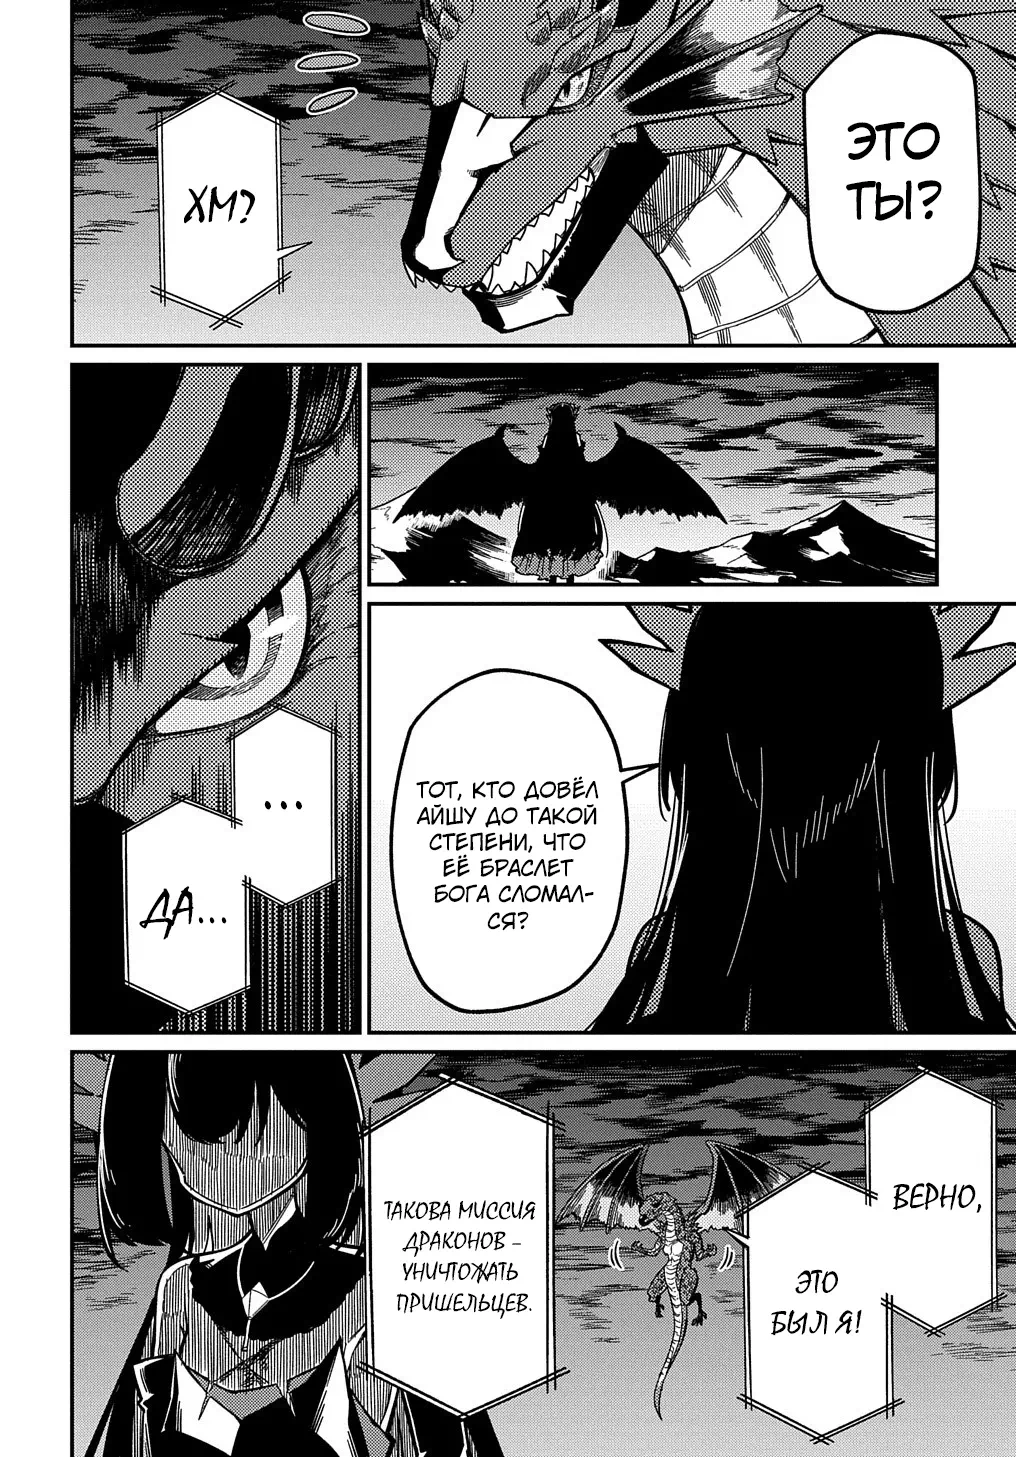 ЭТО
ТЫ?
ХМ?
ТОТ, КТО ДОВЁЛ
АЙШУ ДО ТАКОЙ
СТЕПЕНИ, ЧТО
ЕЁ БРАСЛЕТ
БОГА СЛОМАЛ-
СЯ?
...
ДА...
ВЕРНО,
ЭТО
БЫЛ Я!
ТАКОВА МИССИЯ
ДРАКОНОВ –
УНИЧТОЖАТЬ
ПРИШЕЛЬЦЕВ.